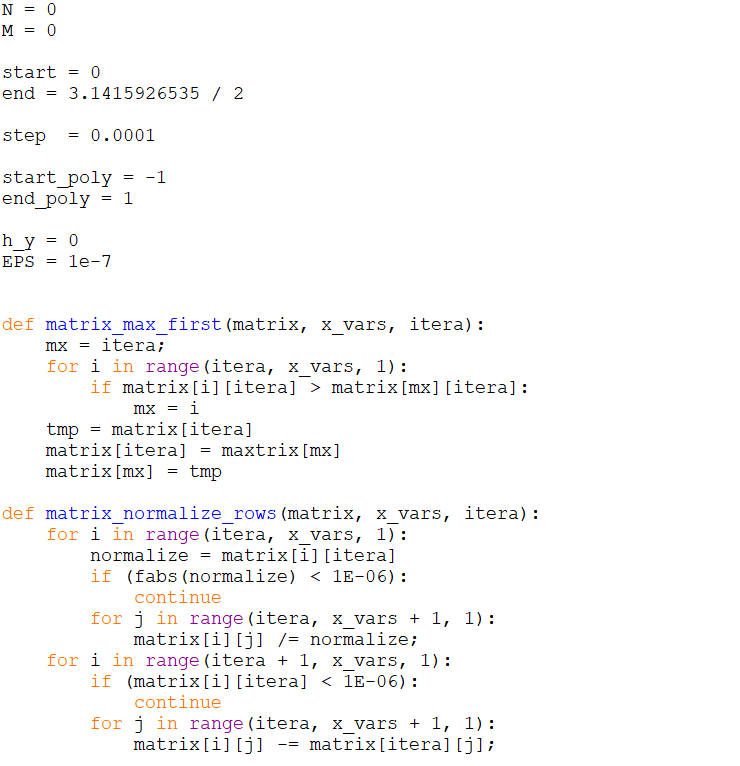 N = 0
M = 0
start = 0
end = 3.1415926535 / 2
step  = 0.0001
start_poly = -1
end_poly = 1
h_y = 0
EPS = 1e-7
def matrix_max_first(matrix, x_vars, itera):
    mx = itera;
    for i in range(itera, x_vars, 1):
        if matrix[i][itera] > matrix[mx][itera]:
            mx = i
    tmp = matrix[itera]
    matrix[itera] = maxtrix[mx]
    matrix[mx] = tmp
def matrix_normalize_rows(matrix, x_vars, itera):
    for i in range(itera, x_vars, 1):
        normalize = matrix[i][itera]
        if (fabs(normalize) < 1E-06):
            continue
        for j in range(itera, x_vars + 1, 1):
            matrix[i][j] /= normalize;
    for i in range(itera + 1, x_vars, 1):
        if (matrix[i][itera] < 1E-06):
            continue
        for j in range(itera, x_vars + 1, 1):
            matrix[i][j] -= matrix[itera][j];